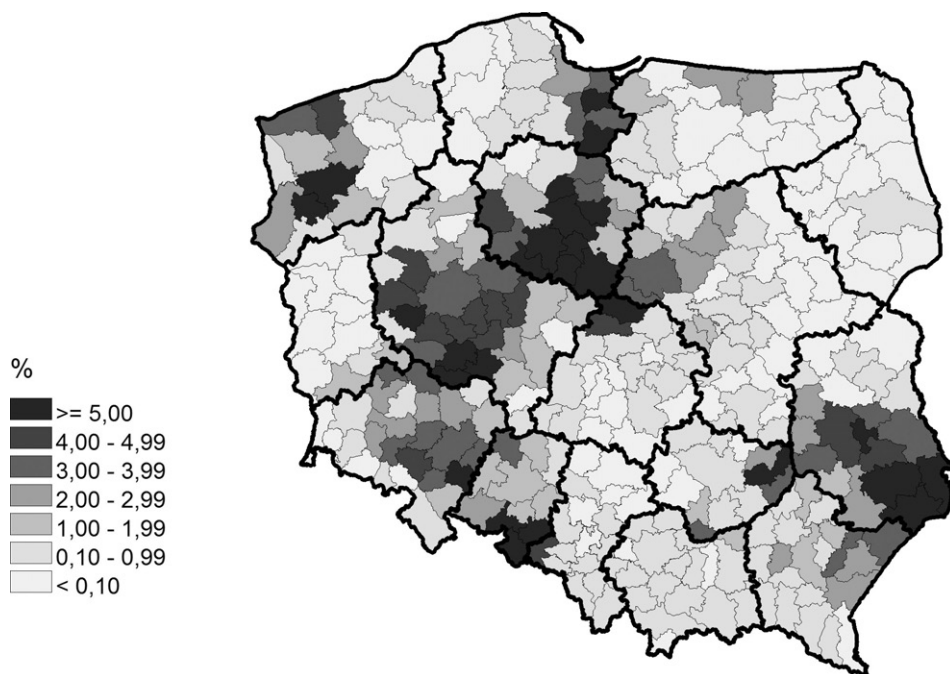 %
>= 5,00
4,00 - 4,99
3,00 - 3,99
2,00 - 2,99
1,00 - 1,99
0,10 - 0,99
< 0,10